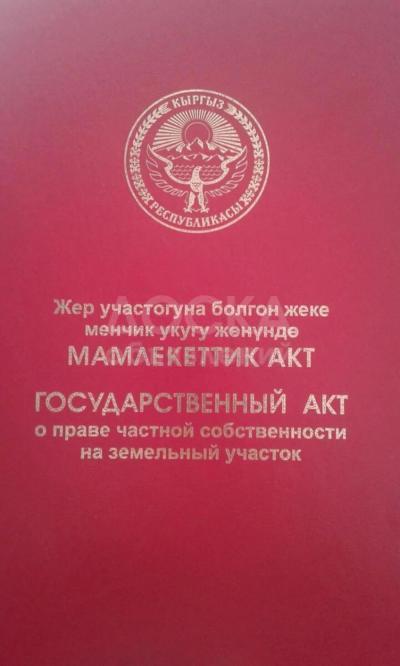 КЫРГЫЗ
РЕСПУБЛИКАСЫ
Жер участогуна болгон жеке
менчик укугу жөнүндө
МАМЛЕКЕТТИК АКТ
ГОСУДАРСТВЕННЫЙ АКТ
о праве частной собственности
на земельный участок